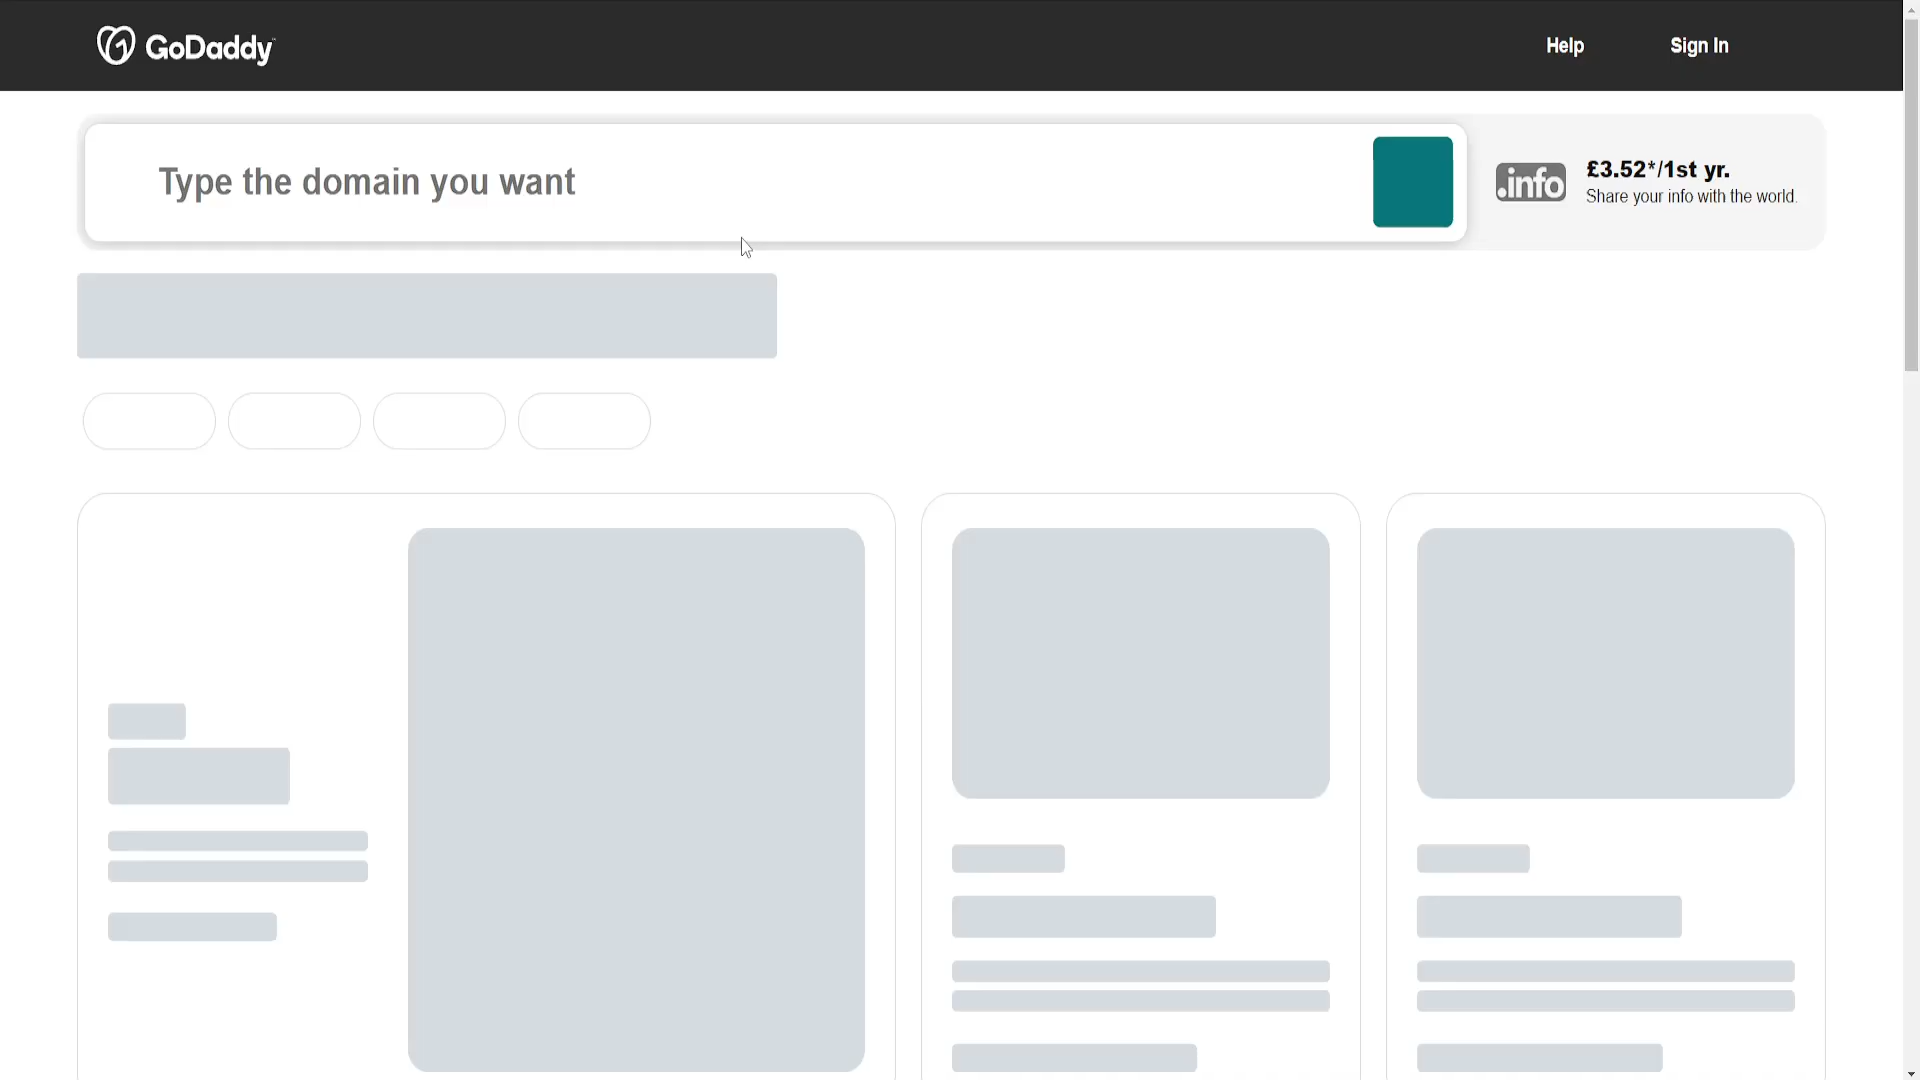 GoDaddy
Help
Sign In
Type the domain you want
.info
£3.52*/1st yr.
Share your info with the world.